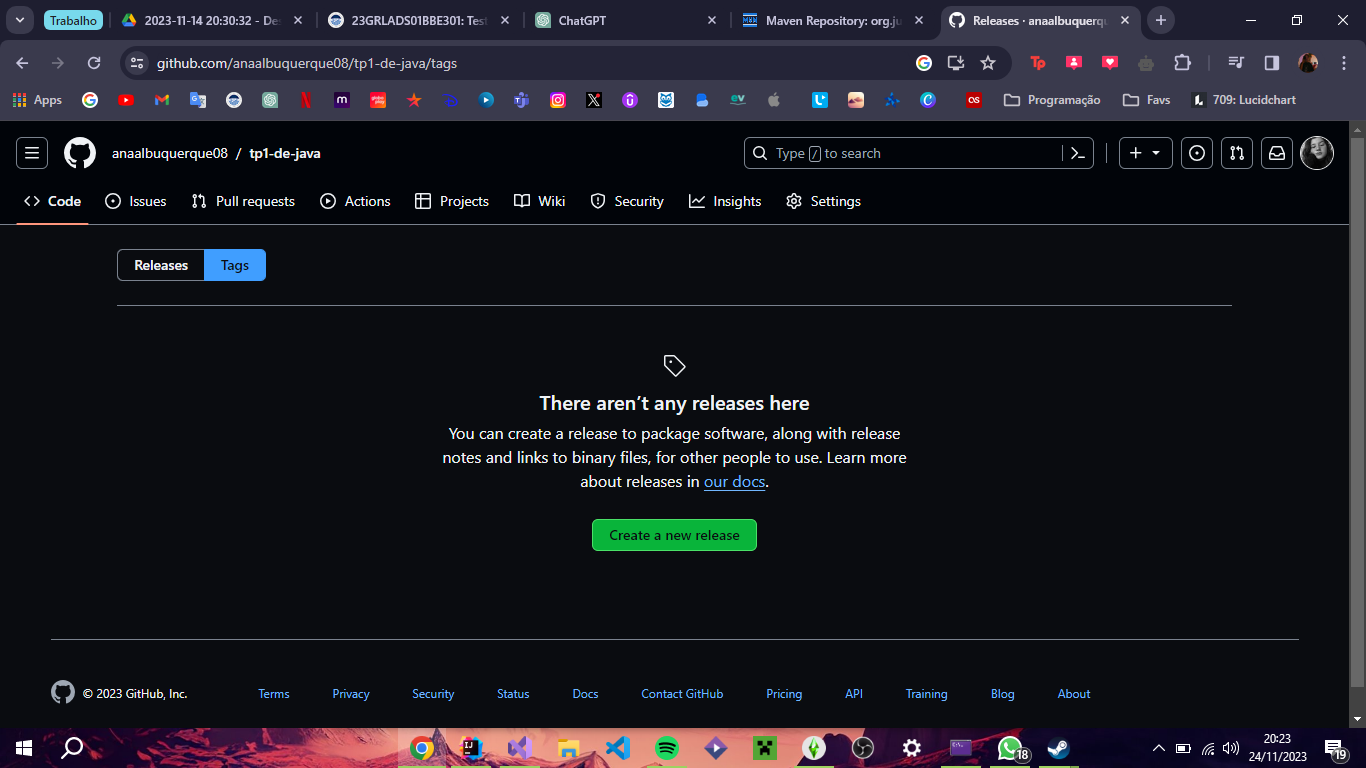 Trabalho
2023-11-14 20:30:32 - De
23GRLADS01BBE301: Test
ChatGPT
Maven Repository: org.ju
Releases · anaalbuquerqu
github.com/anaalbuquerque08/tp1-de-java/tags
Apps
Programação
Favs
709: Lucidchart
anaalbuquerque08 / tp1-de-java
Type / to search
Code
Issues
Pull requests
Actions
Projects
Wiki
Security
Insights
Settings
Releases
Tags
There aren’t any releases here
You can create a release to package software, along with release
notes and links to binary files, for other people to use. Learn more
about releases in our docs.
Create a new release
© 2023 GitHub, Inc.
Terms
Privacy
Security
Status
Docs
Contact GitHub
Pricing
API
Training
Blog
About
18
20:23
24/11/2023
19